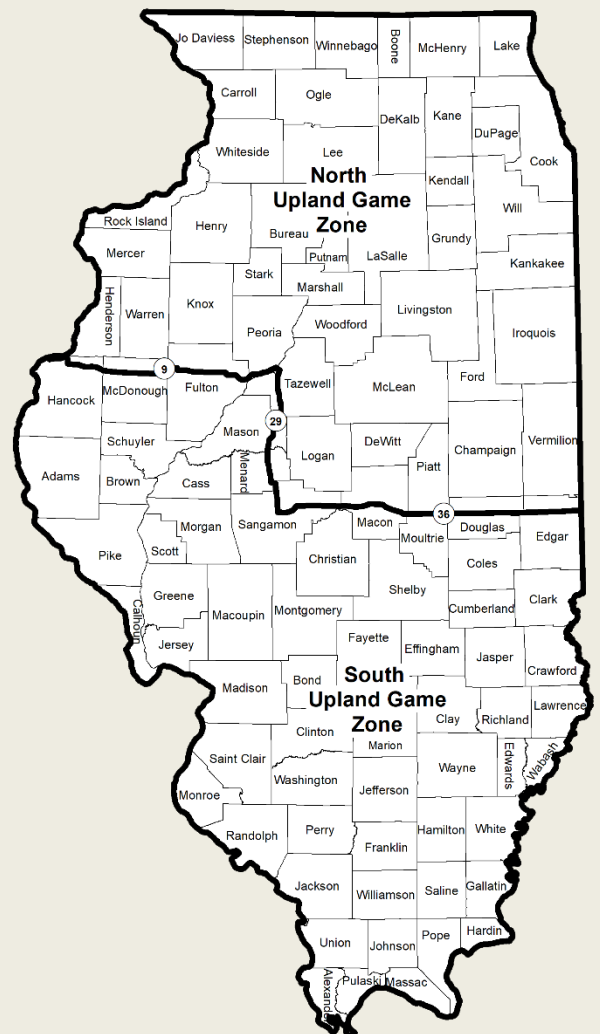 Jo Daviess
Stephenson
Winnebago
Boone
McHenry
Lake
Carroll
Ogle
DeKalb
Kane
DuPage
Cook
Whiteside
Lee
Kendall
Will
North
Upland Game
Zone
Rock Island
Henry
Bureau
Putnam
LaSalle
Grundy
Kankakee
Mercer
Stark
Marshall
Henderson
Warren
Knox
Peoria
Woodford
Livingston
Iroquois
9
Hancock
McDonough
Fulton
Tazewell
McLean
Ford
29
Mason
Schuyler
Logan
DeWitt
Piatt
Champaign
Vermilion
Adams
Brown
Cass
Menard
36
Pike
Scott
Morgan
Sangamon
Christian
Macon
Moultrie
Douglas
Edgar
Coles
Shelby
Greene
Calhoun
Macoupin
Montgomery
Cumberland
Clark
Jersey
Fayette
Effingham
Jasper
Crawford
Madison
Bond
South
Upland Game
Zone
Clay
Richland
Lawrence
Clinton
Marion
Saint Clair
Washington
Wayne
Edwards
Wabash
Monroe
Jefferson
Randolph
Perry
Hamilton
White
Franklin
Jackson
Williamson
Saline
Gallatin
Union
Johnson
Pope
Hardin
Alexander
Pulaski
Massac